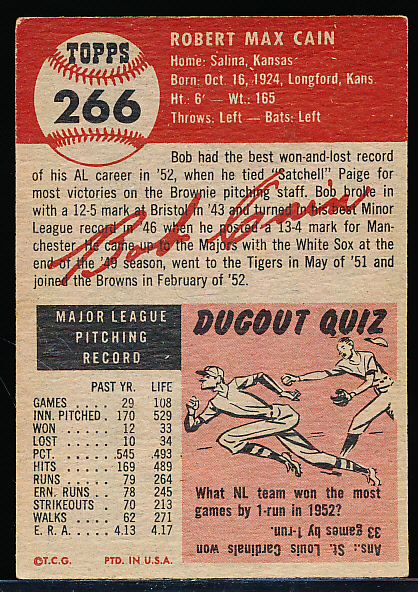 TOPPS
266
ROBERT MAX CAIN
Home: Salina, Kansas
Born: Oct. 16, 1924, Longford, Kans.
Ht.: 6' — Wt.: 165
Throws: Left — Bats: Left
Bob had the best won-and-lost record
of his AL career in '52, when he tied "Satchell" Paige for
most victories on the Brownie pitching staff. Bob broke in
with a 12-5 mark at Bristol in '43 and turned in his best Minor
League record in '46 when he posted a 13-4 mark for Man-
chester. He came up to the Majors with the White Sox at the
end of the '49 season, went to the Tigers in May of '51 and
joined the Browns in February of '52.
Bob Cain
MAJOR LEAGUE
PITCHING
RECORD
PAST YR. LIFE
GAMES . . . . . 29 108
INN. PITCHED . 170 529
WON . . . . . . 12 33
LOST . . . . . . 10 34
PCT. . . . . . . .545 .493
HITS . . . . . . 169 489
RUNS . . . . . . 79 264
ERN. RUNS . . . 78 245
STRIKEOUTS . . 70 213
WALKS . . . . . 62 271
E. R. A. . . . . . 4.13 4.17
©T.C.G. PTD. IN U.S.A.
DUGOUT QUIZ
What NL team won the most
games by 1-run in 1952?
Ans.. St. Louis Cardinals won
33 games by 1-run.